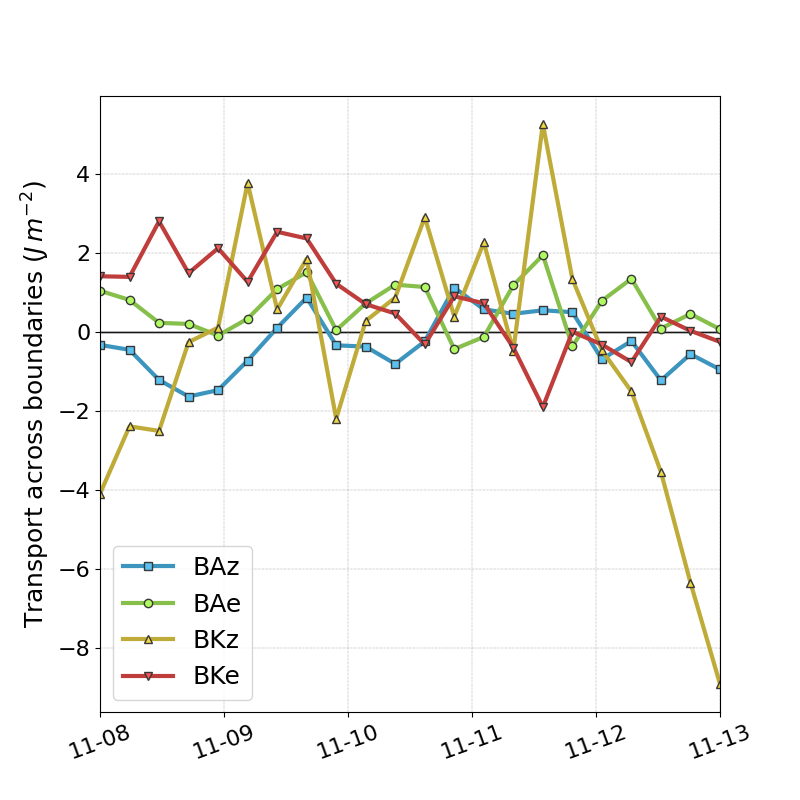 Transport across boundaries (J m⁻²)
4
2
0
−2
−4
−6
−8
BAz
BAe
BKz
BKe
11-08 11-09 11-10 11-11 11-12 11-13